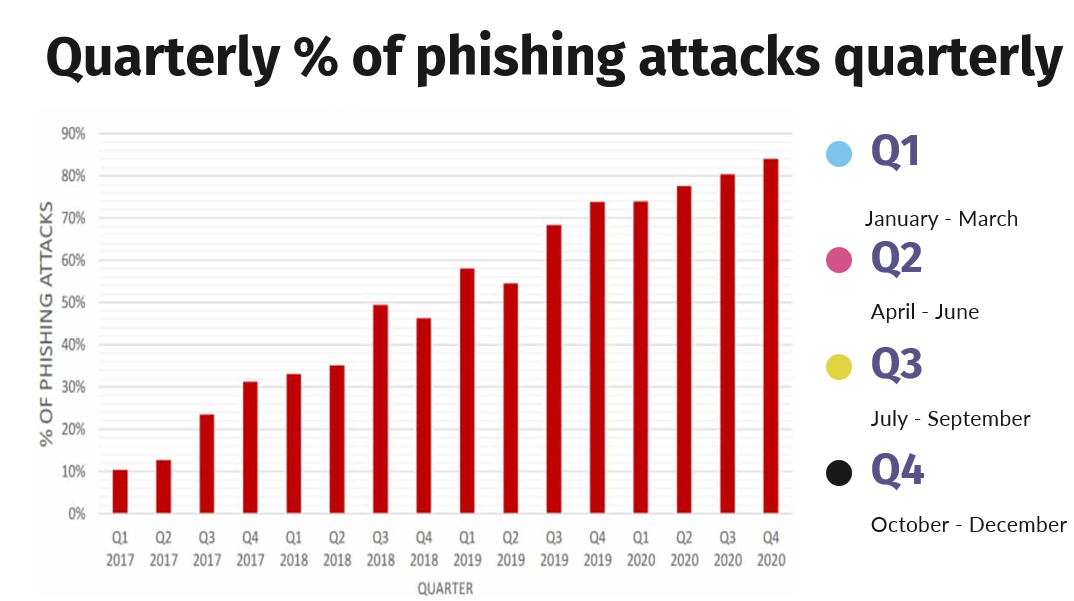 Quarterly % of phishing attacks quarterly
% OF PHISHING ATTACKS
90%
80%
70%
60%
50%
40%
30%
20%
10%
0%
Q1 Q2 Q3 Q4 Q1 Q2 Q3 Q4 Q1 Q2 Q3 Q4 Q1 Q2 Q3 Q4
2017 2017 2017 2017 2018 2018 2018 2018 2019 2019 2019 2019 2020 2020 2020 2020
QUARTER
Q1
January - March
Q2
April - June
Q3
July - September
Q4
October - December